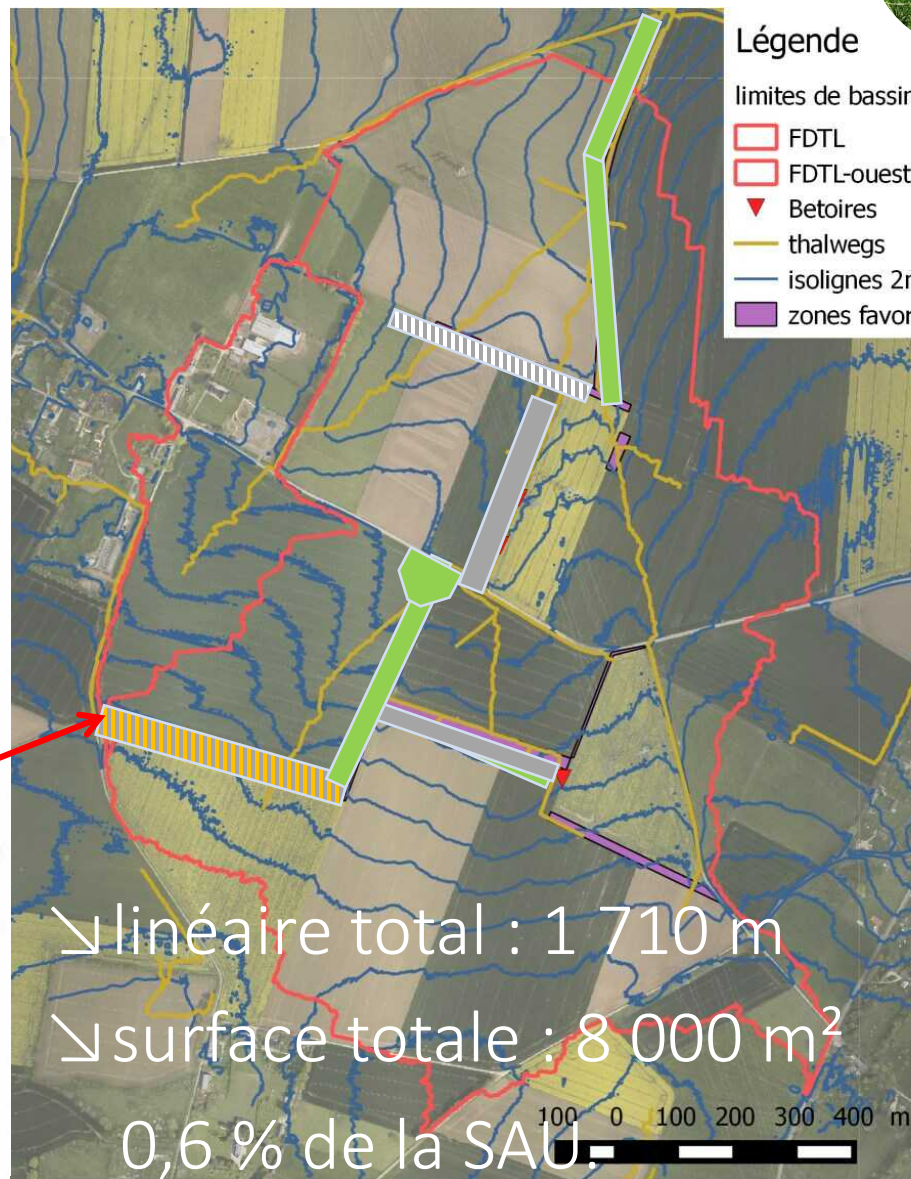 Légende
limites de bassin
FDTL
FDTL-ouest
Betoires
thalwegs
isolignes 2m
zones favor
↘linéaire total : 1 710 m
↘surface totale : 8 000 m²
0,6 % de la SAU.
100 0 100 200 300 400 m